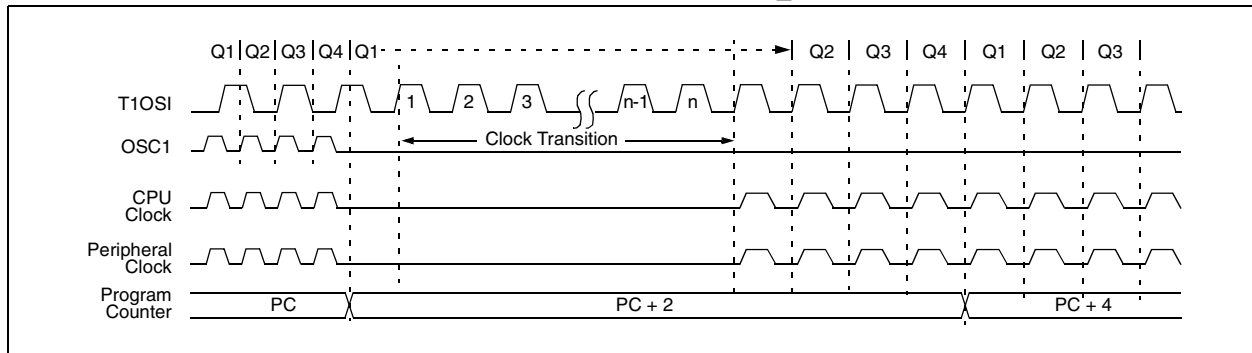 Q1 Q2 Q3 Q4 Q1 Q2 Q3 Q4 Q1 Q2 Q3
T1OSI
1 2 3 n-1 n
OSC1
Clock Transition
CPU
Clock
Peripheral
Clock
Program
Counter
PC PC + 2 PC + 4